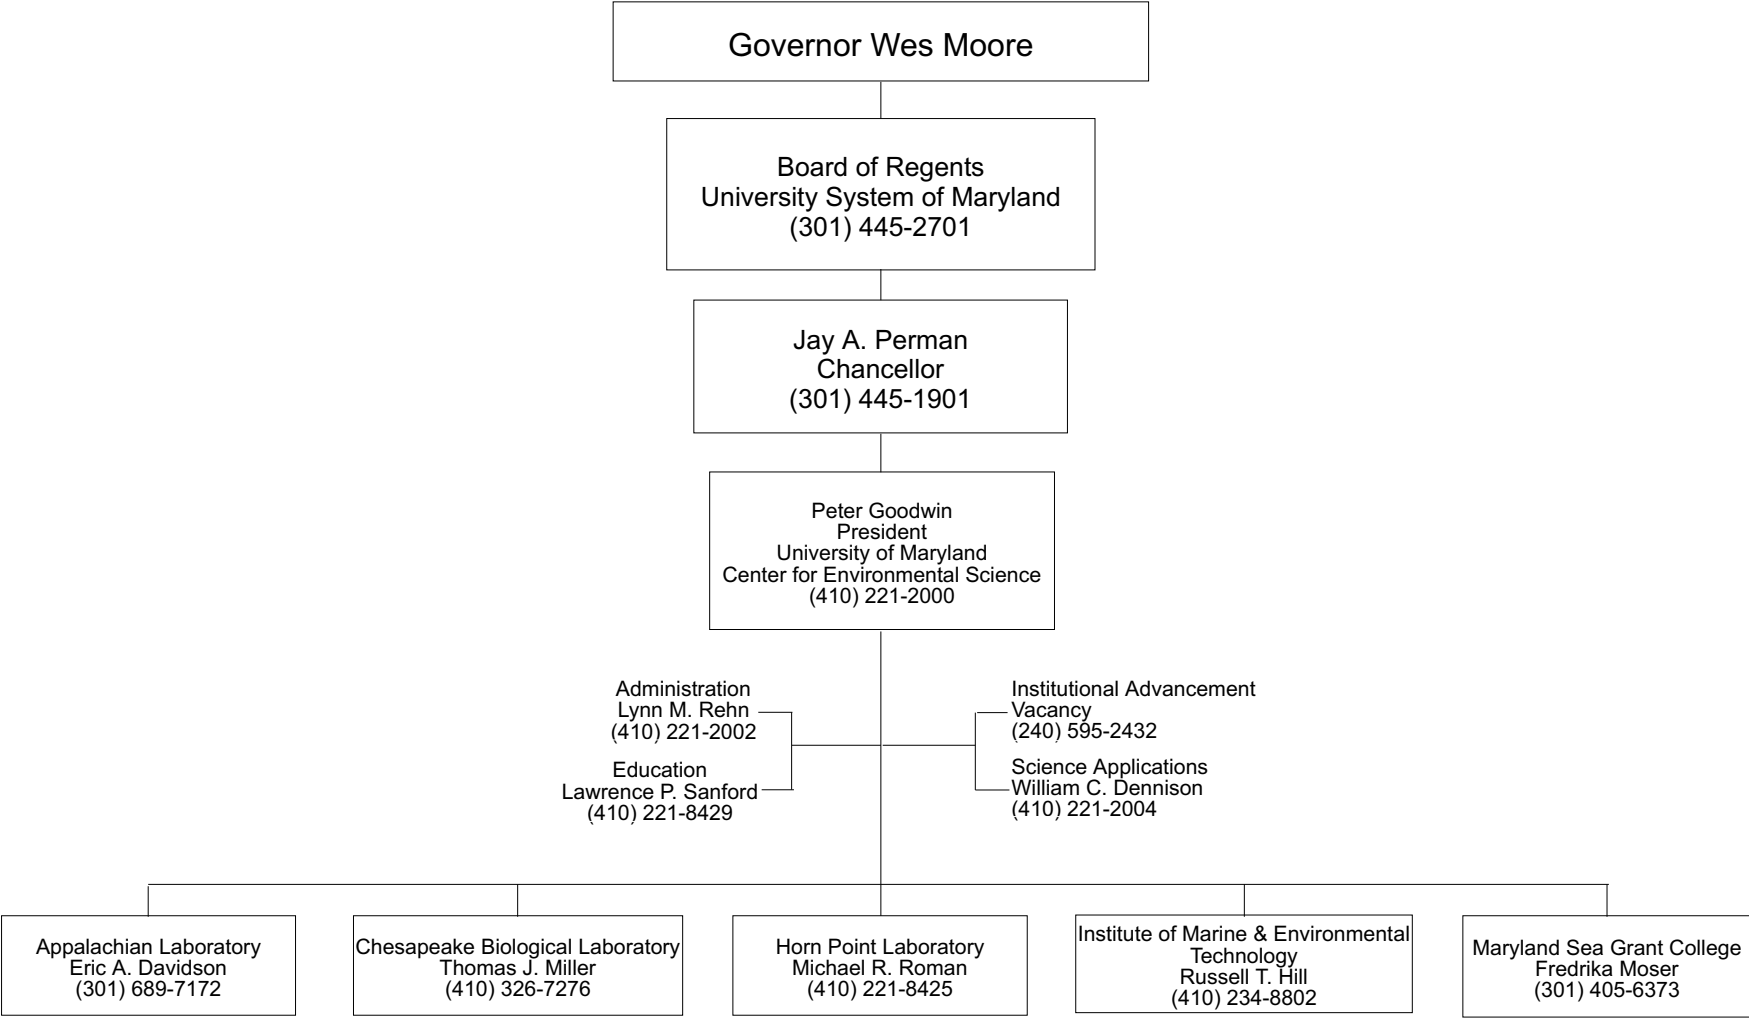 Governor Wes Moore
Board of Regents
University System of Maryland
(301) 445-2701
Jay A. Perman
Chancellor
(301) 445-1901
Peter Goodwin
President
University of Maryland
Center for Environmental Science
(410) 221-2000
Administration
Lynn M. Rehn
(410) 221-2002
Education
Lawrence P. Sanford
(410) 221-8429
Institutional Advancement
Vacancy
(240) 595-2432
Science Applications
William C. Dennison
(410) 221-2004
Appalachian Laboratory
Eric A. Davidson
(301) 689-7172
Chesapeake Biological Laboratory
Thomas J. Miller
(410) 326-7276
Horn Point Laboratory
Michael R. Roman
(410) 221-8425
Institute of Marine & Environmental
Technology
Russell T. Hill
(410) 234-8802
Maryland Sea Grant College
Fredrika Moser
(301) 405-6373